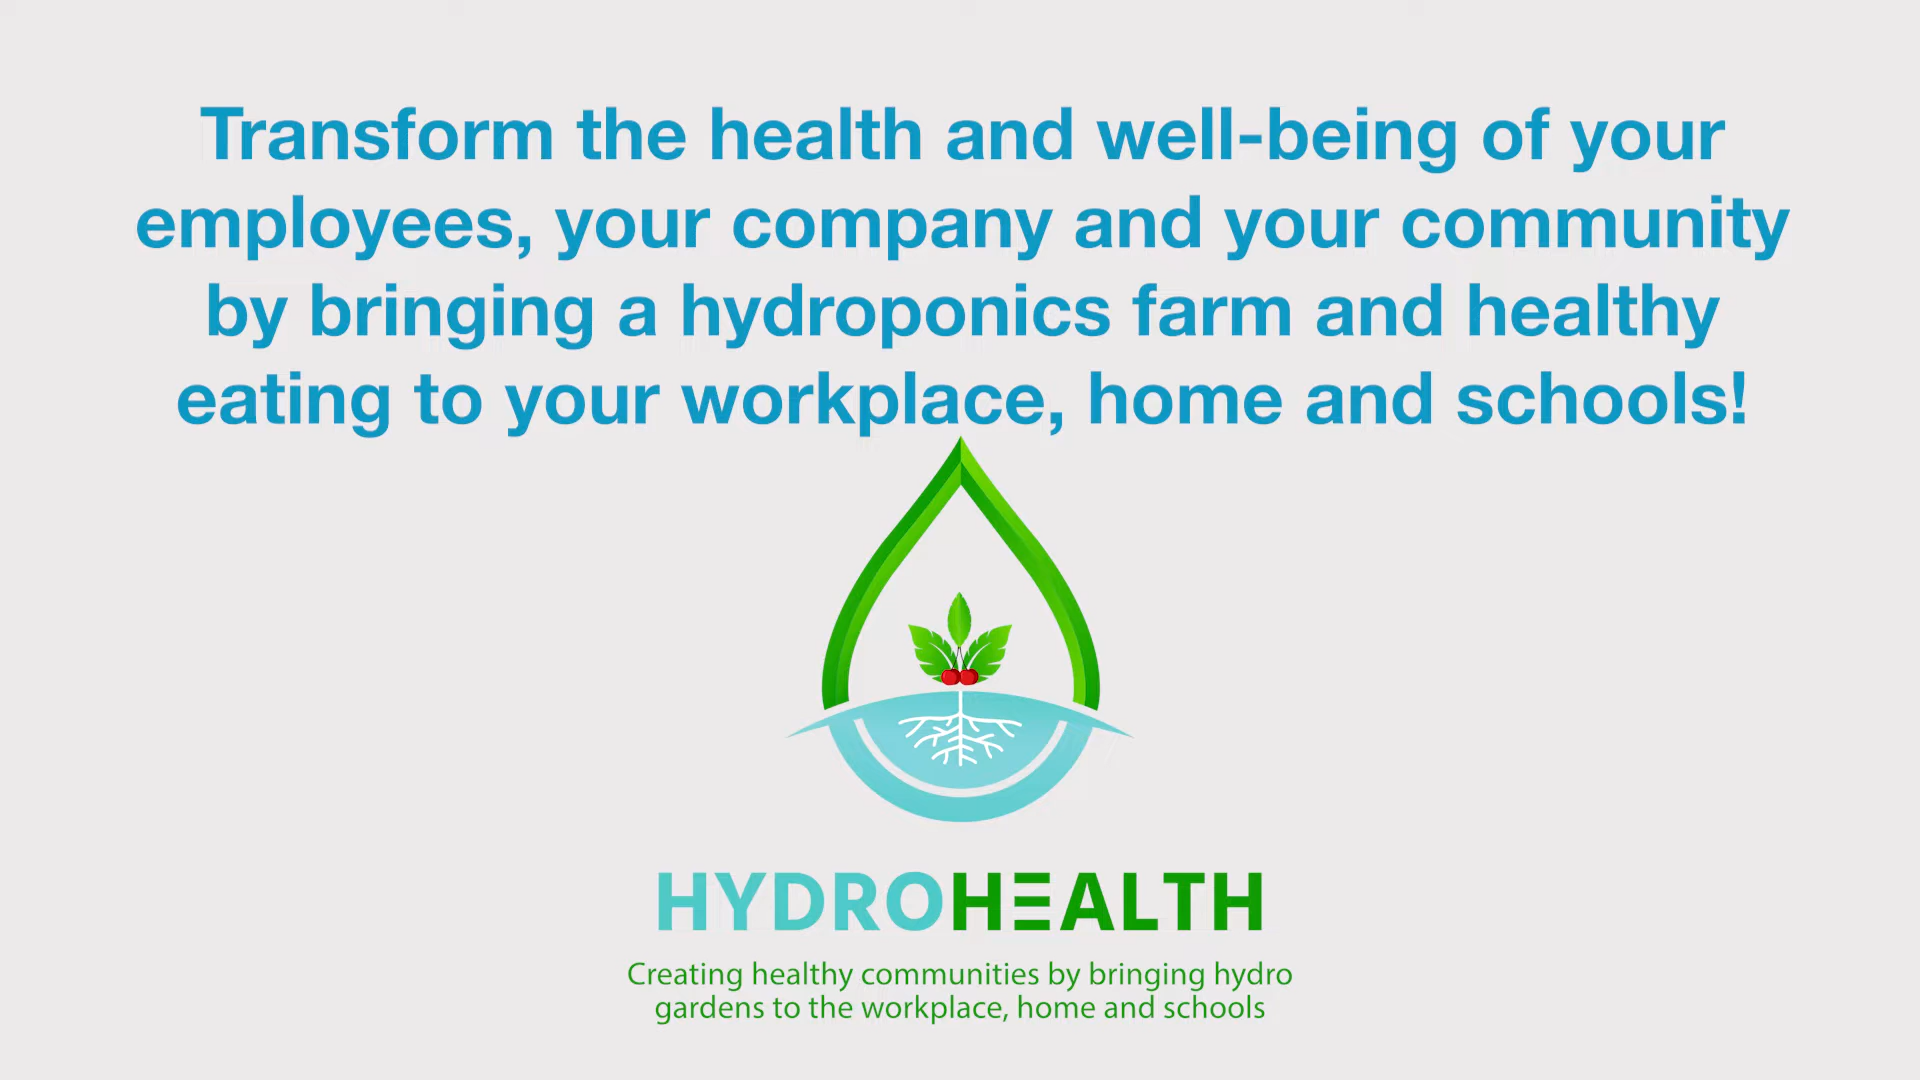 Transform the health and well-being of your
employees, your company and your community
by bringing a hydroponics farm and healthy
eating to your workplace, home and schools!
HYDROHEALTH
Creating healthy communities by bringing hydro
gardens to the workplace, home and schools